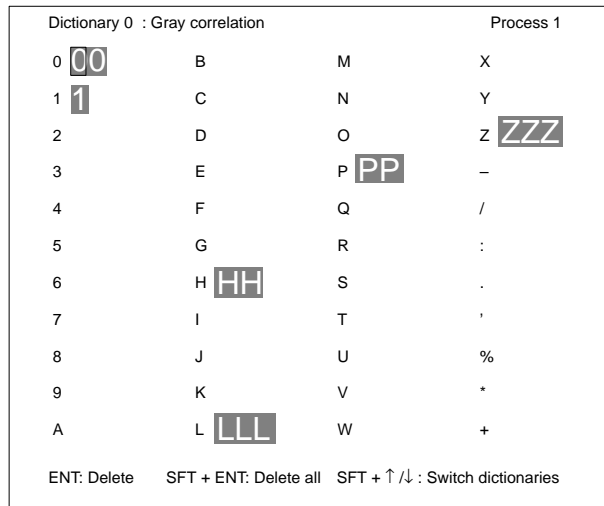 Dictionary 0 : Gray correlation Process 1
0 00 B M X
1 1 C N Y
2 D O Z ZZZ
3 E P PP –
4 F Q /
5 G R :
6 H HH S .
7 I T ’
8 J U %
9 K V *
A L LLL W +
ENT: Delete SFT + ENT: Delete all SFT + ↑/↓ : Switch dictionaries